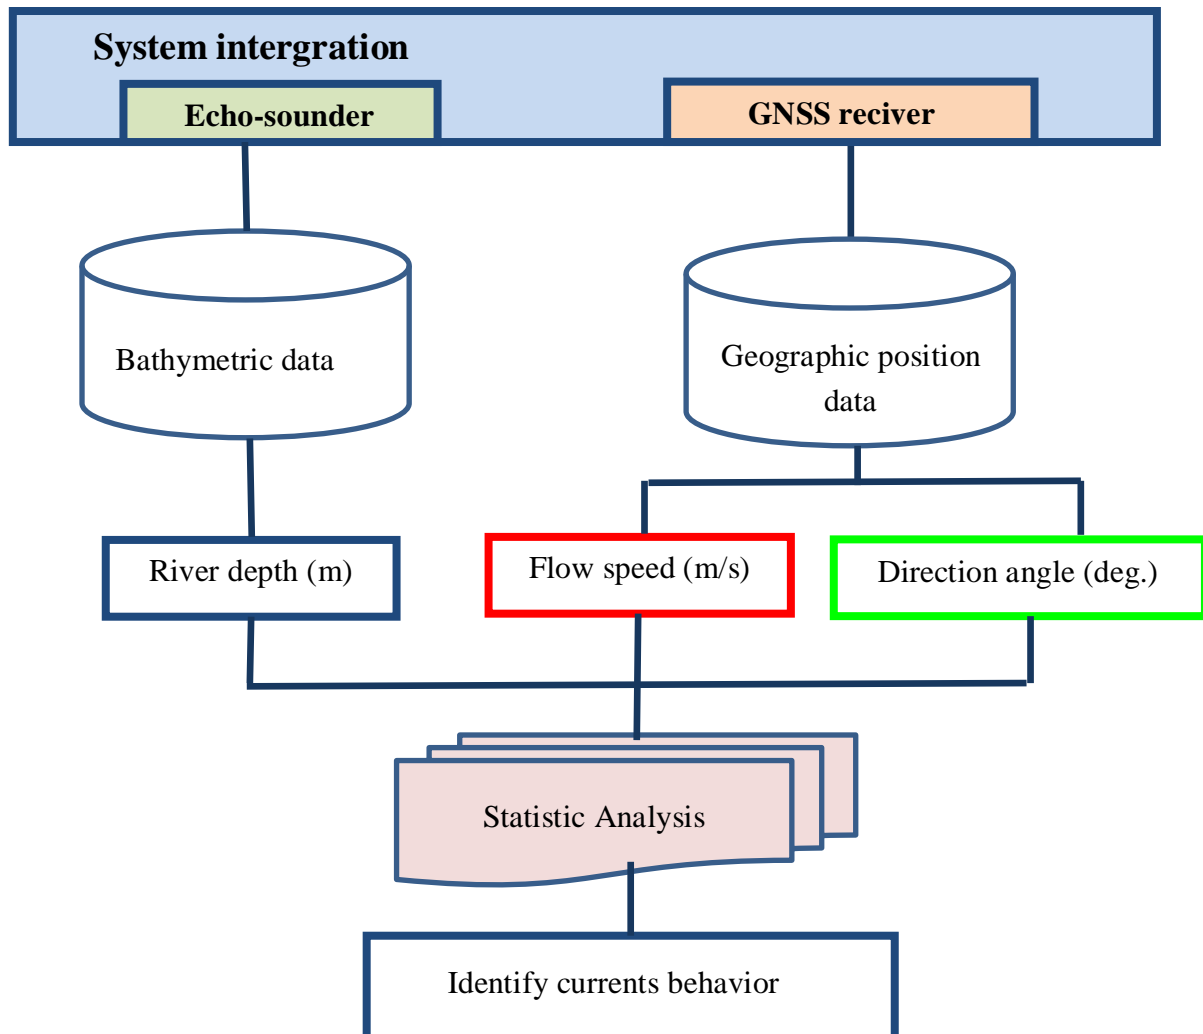 System intergration
Echo-sounder
GNSS reciver
Bathymetric data
Geographic position
data
River depth (m)
Flow speed (m/s)
Direction angle (deg.)
Statistic Analysis
Identify currents behavior